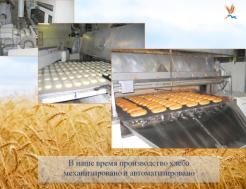 В наше время производство хлеба
механизировано и автоматизировано